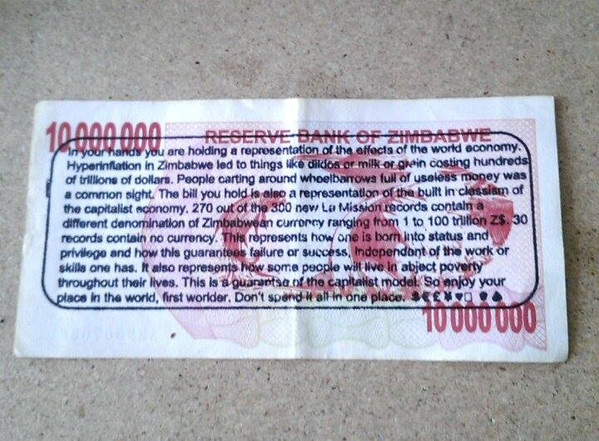 10 000 000
RESERVE BANK OF ZIMBABWE
In your hands you are holding a representation of the effects of the world economy.
Hyperinflation in Zimbabwe led to things like dildos or milk or grain costing hundreds
of trillions of dollars. People carting around wheelbarrows full of useless money was
a common sight. The bill you hold is also a representation of the built in classism of
the capitalist economy. 270 out of the 300 new La Mission records contain a
different denomination of Zimbabwean currency ranging from 1 to 100 trillion Z$. 30
records contain no currency. This represents how one is born into status and
privilege and how this guarantees failure or success, independent of the work or
skills one has. It also represents how some people will live in abject poverty
throughout their lives. This is a guarantee of the capitalist model. So enjoy your
place in the world, first worlder. Don't spend it all in one place.
10 000 000